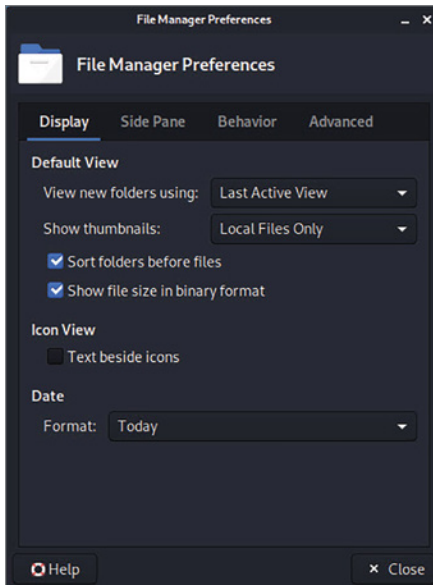 File Manager Preferences
File Manager Preferences
Display Side Pane Behavior Advanced
Default View
View new folders using: Last Active View
Show thumbnails: Local Files Only
Sort folders before files
Show file size in binary format
Icon View
Text beside icons
Date
Format: Today
Help × Close